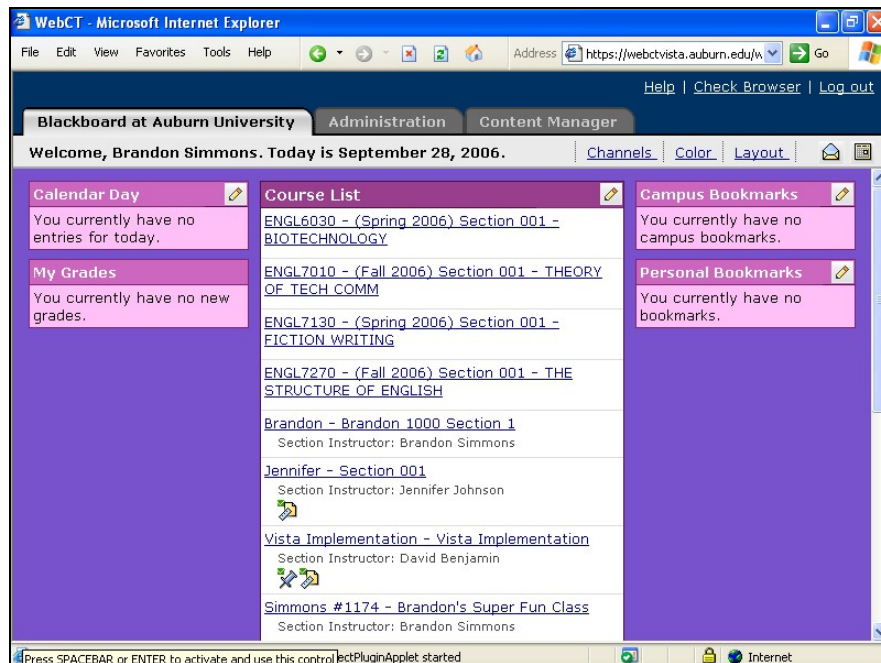 WebCT - Microsoft Internet Explorer
File Edit View Favorites Tools Help
Address https://webctvista.auburn.edu/w
Go
Help | Check Browser | Log out
Blackboard at Auburn University
Administration
Content Manager
Welcome, Brandon Simmons. Today is September 28, 2006.
Channels
Color
Layout
Calendar Day
You currently have no
entries for today.
My Grades
You currently have no new
grades.
Course List
ENGL6030 - (Spring 2006) Section 001 -
BIOTECHNOLOGY
ENGL7010 - (Fall 2006) Section 001 - THEORY
OF TECH COMM
ENGL7130 - (Spring 2006) Section 001 -
FICTION WRITING
ENGL7270 - (Fall 2006) Section 001 - THE
STRUCTURE OF ENGLISH
Brandon - Brandon 1000 Section 1
Section Instructor: Brandon Simmons
Jennifer - Section 001
Section Instructor: Jennifer Johnson
Vista Implementation - Vista Implementation
Section Instructor: David Benjamin
Simmons #1174 - Brandon's Super Fun Class
Section Instructor: Brandon Simmons
Campus Bookmarks
You currently have no
campus bookmarks.
Personal Bookmarks
You currently have no
bookmarks.
Press SPACEBAR or ENTER to activate and use this control
ectPluginApplet started
Internet